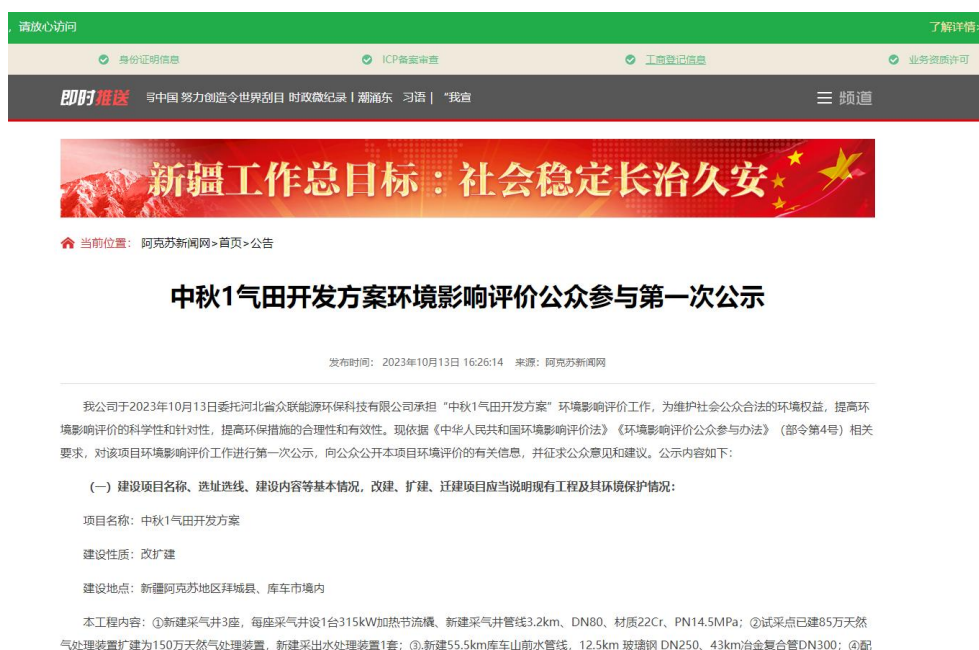 ，请放心访问
了解详情>
身份证明信息
ICP备案审查
工商登记信息
业务资质许可
即时推送 中国 努力创造令世界刮目 时政微纪录丨潮涌东 习语| “我宣
频道
新疆工作总目标：社会稳定长治久安
当前位置： 阿克苏新闻网>首页>公告
中秋1气田开发方案环境影响评价公众参与第一次公示
发布时间： 2023年10月13日 16:26:14 来源：阿克苏新闻网
我公司于2023年10月13日委托河北省众联能源环保科技有限公司承担“中秋1气田开发方案”环境影响评价工作，为维护社会公众合法的环境权益，提高环
境影响评价的科学性和针对性，提高环保措施的合理性和有效性。现依据《中华人民共和国环境影响评价法》《环境影响评价公众参与办法》（部令第4号）相关
要求，对该项目环境影响评价工作进行第一次公示，向公众公开本项目环境评价的有关信息，并征求公众意见和建议。公示内容如下：
(一) 建设项目名称、选址选线、建设内容等基本情况，改建、扩建、迁建项目应当说明现有工程及其环境保护情况：
项目名称：中秋1气田开发方案
建设性质：改扩建
建设地点：新疆阿克苏地区拜城县、库车市境内
本工程内容：①新建采气井3座，每座采气井设1台315kW加热节流橇、新建采气井管线3.2km、DN80、材质22Cr、PN14.5MPa；②试采点已建85万天然
气处理装置扩建为150万天然气处理装置，新建采出水处理装置1套；③.新建55.5km库车山前水管线，12.5km 玻璃钢 DN250、43km冶金复合管DN300；④配